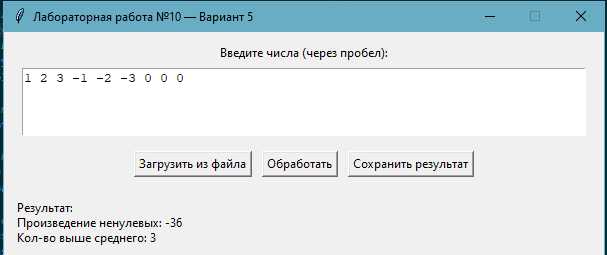 Лабораторная работа №10 — Вариант 5
Введите числа (через пробел):
1 2 3 -1 -2 -3 0 0 0
Загрузить из файла Обработать Сохранить результат
Результат:
Произведение ненулевых: -36
Кол-во выше среднего: 3